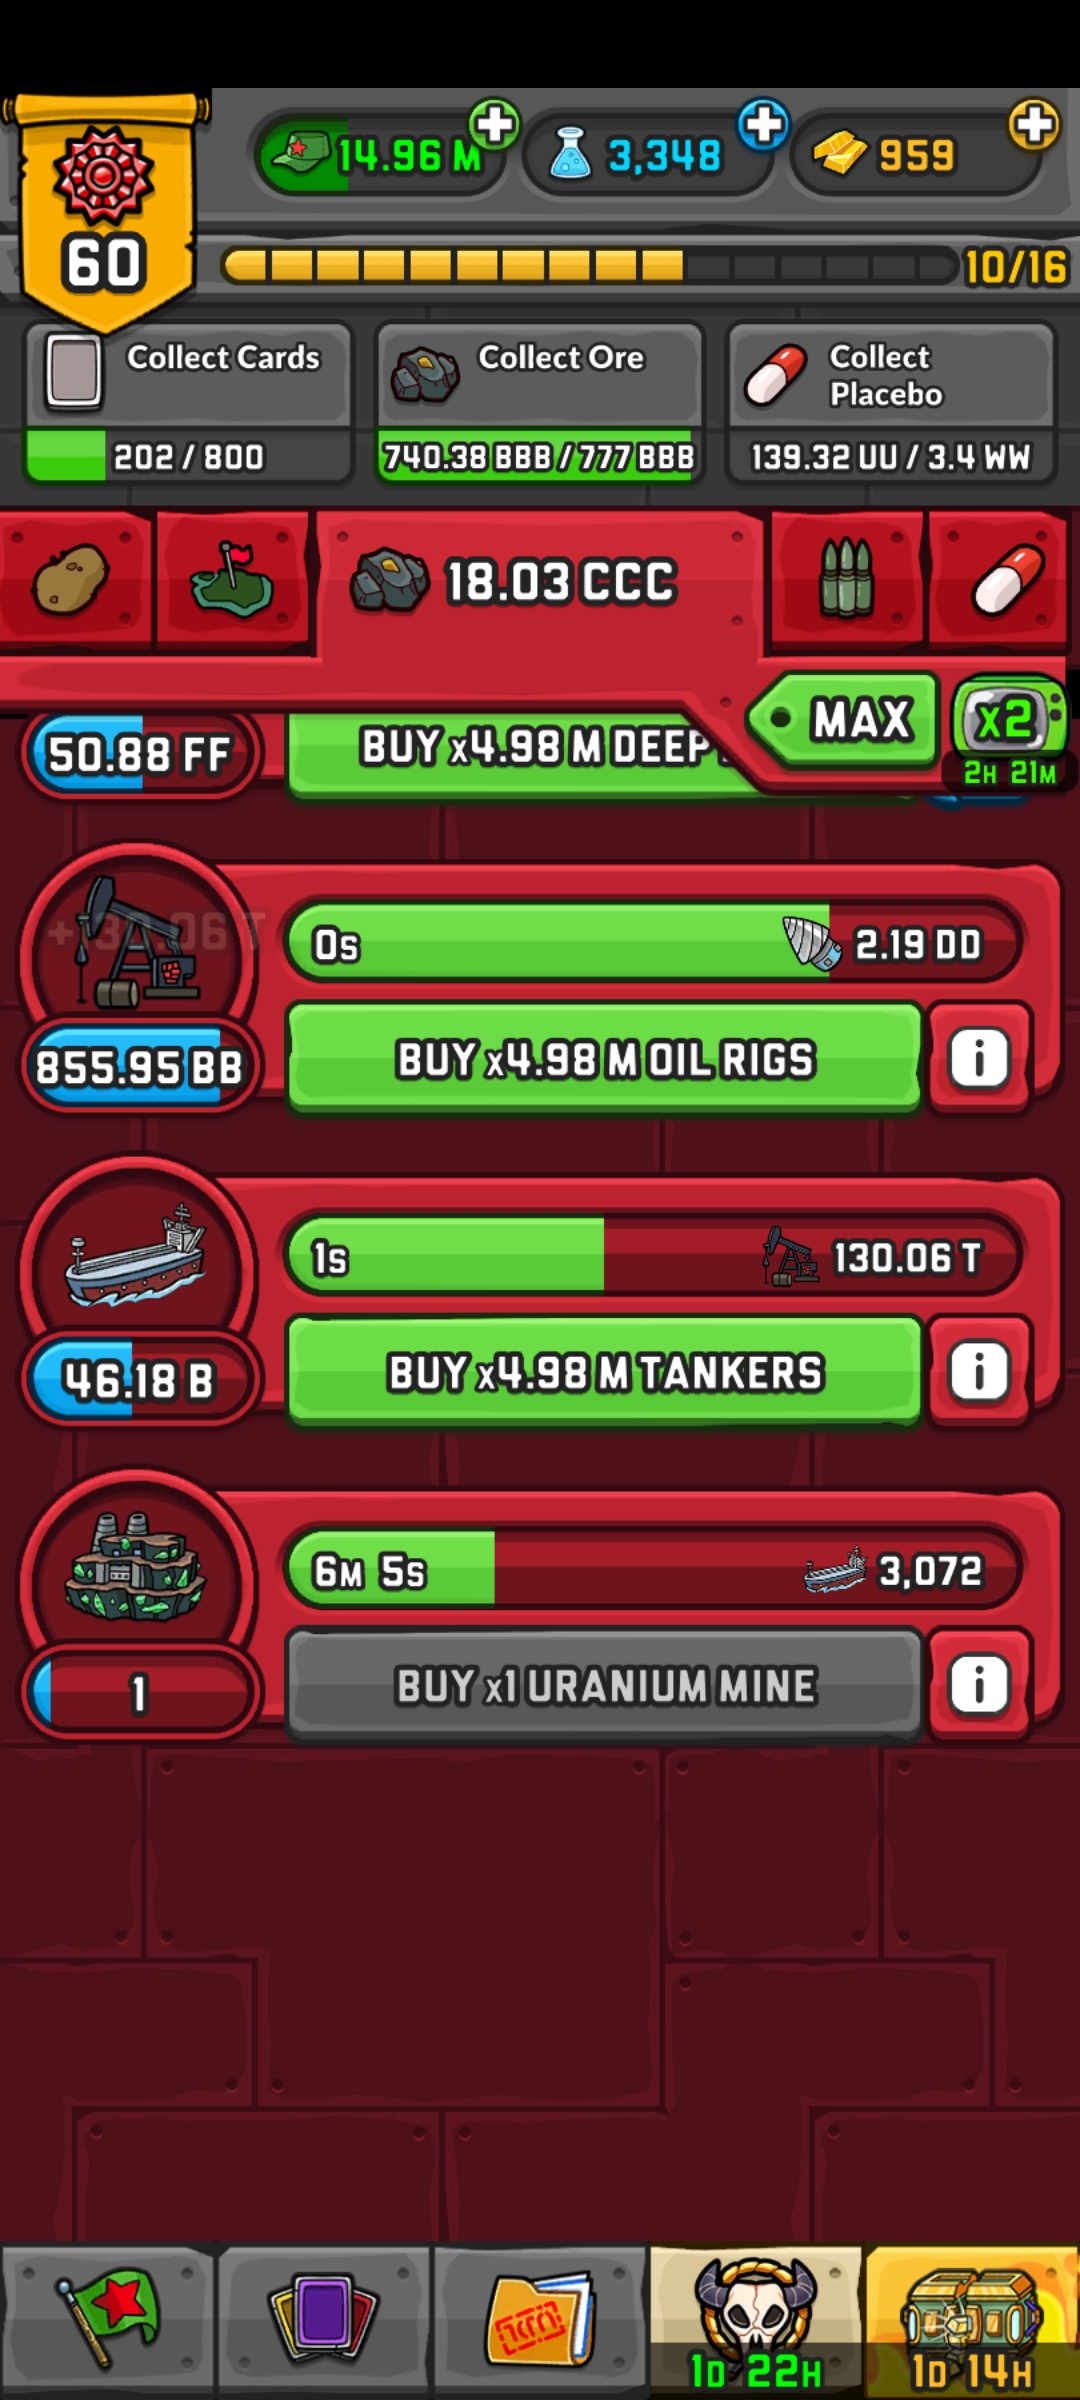 14.96 M
3,348
959
60
10/16
Collect Cards
202 / 800
Collect Ore
740.38 BBB / 777 BBB
Collect
Placebo
139.32 UU / 3.4 WW
18.03 CCC
MAX
x2
2H 21M
50.88 FF
BUY x4.98 M DEEP
+130.06 T
0s
2.19 DD
855.95 BB
BUY x4.98 M OIL RIGS
i
1s
130.06 T
46.18 B
BUY x4.98 M TANKERS
i
6M 5s
3,072
1
BUY x1 URANIUM MINE
i
1D 22H
1D 14H